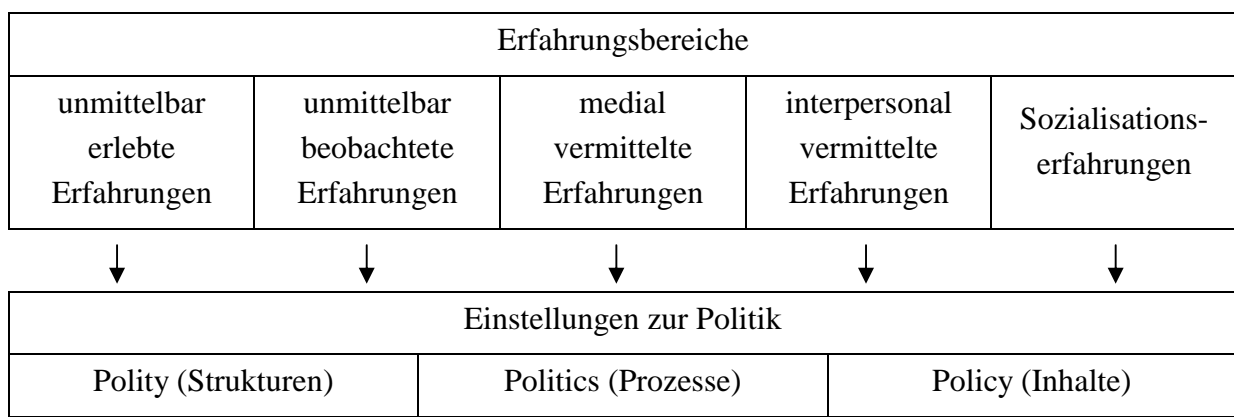 Erfahrungsbereiche
unmittelbar
erlebte
Erfahrungen
unmittelbar
beobachtete
Erfahrungen
medial
vermittelte
Erfahrungen
interpersonal
vermittelte
Erfahrungen
Sozialisations-
erfahrungen
Einstellungen zur Politik
Polity (Strukturen)
Politics (Prozesse)
Policy (Inhalte)